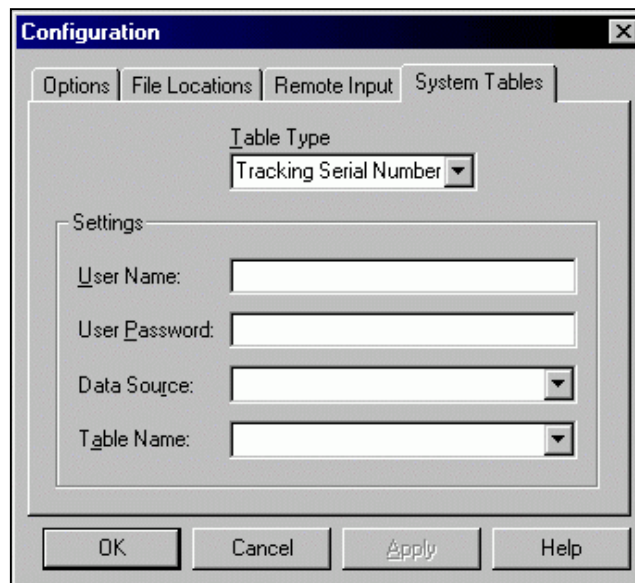 Configuration
Options File Locations Remote Input System Tables
Table Type
Tracking Serial Number
Settings
User Name:
User Password:
Data Source:
Table Name:
OK Cancel Apply Help